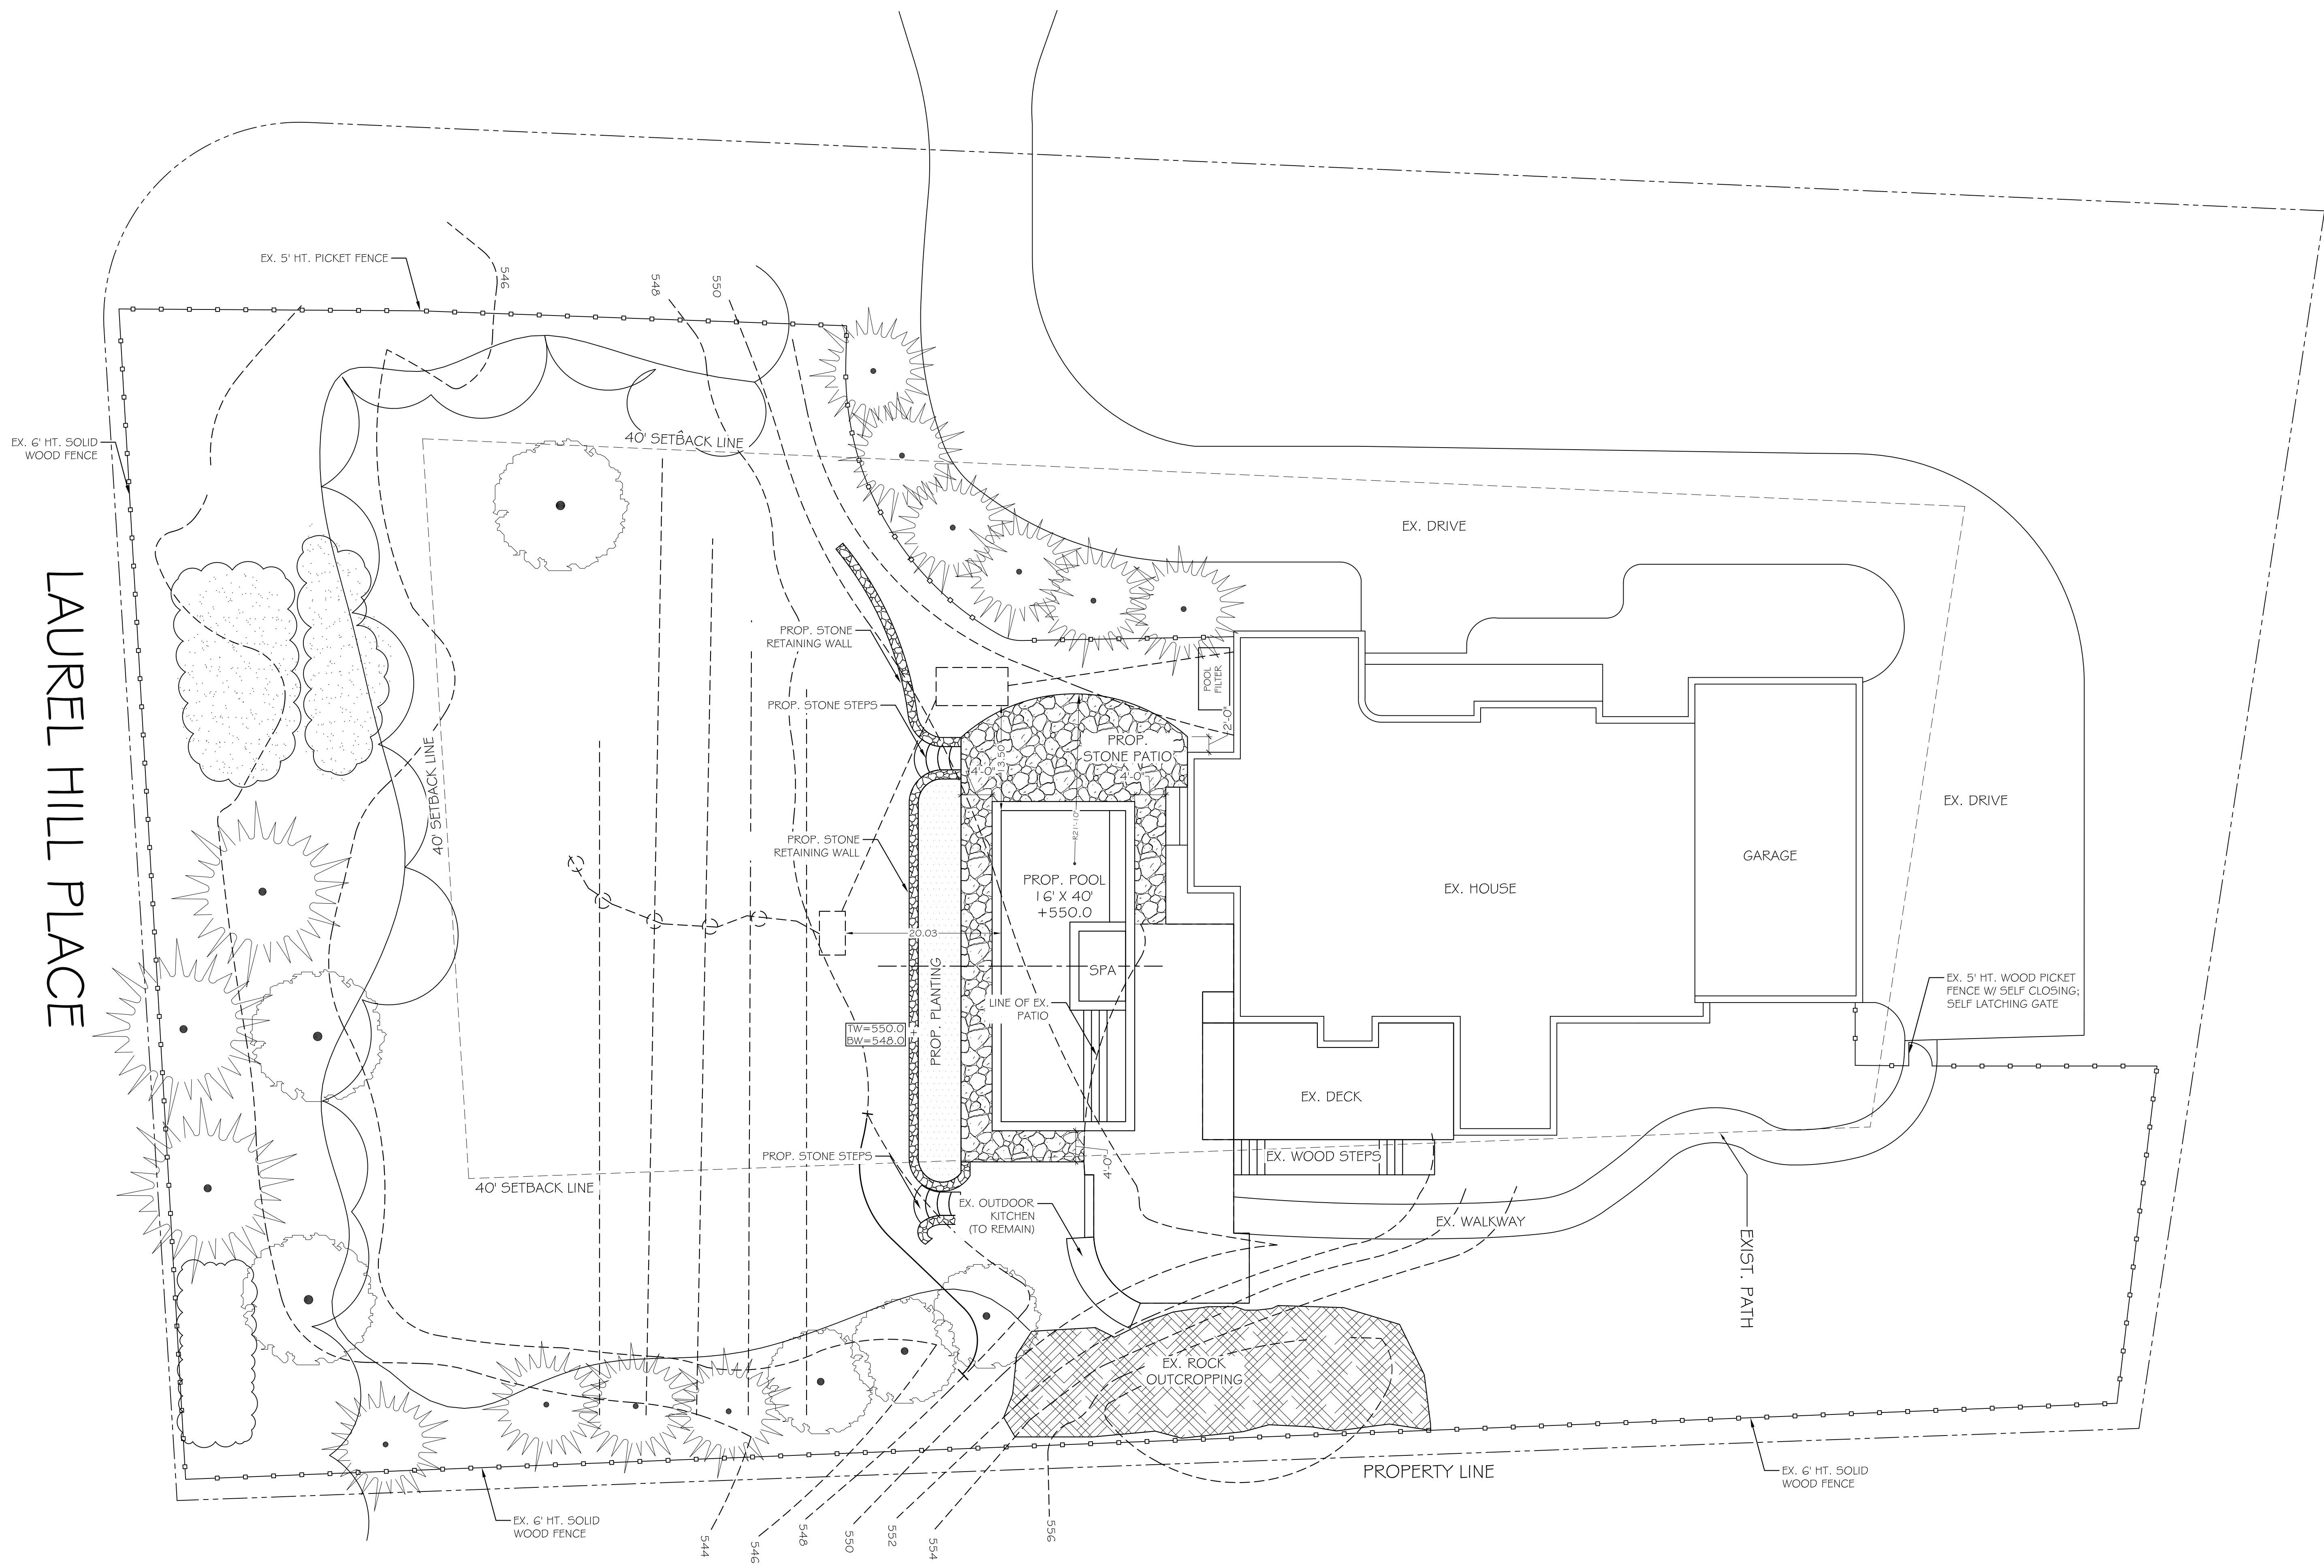 EX. 5' HT. PICKET FENCE
546
548
550
EX. 6' HT. SOLID
WOOD FENCE
40' SETBACK LINE
EX. DRIVE
LAUREL HILL PLACE
PROP. STONE
RETAINING WALL
POOL
FILTER
PROP. STONE STEPS
2'-0"
PROP.
STONE PATIO
13.50
4'-0"
4'-0"
40' SETBACK LINE
EX. DRIVE
R21'-10"
PROP. STONE
RETAINING WALL
GARAGE
PROP. POOL
16' X 40'
+550.0
EX. HOUSE
20.03
SPA
EX. 5' HT. WOOD PICKET
FENCE W/ SELF CLOSING;
SELF LATCHING GATE
LINE OF EX.
PATIO
PROP. PLANTING
TW=550.0
BW=548.0
EX. DECK
PROP. STONE STEPS
EX. WOOD STEPS
4'-0"
40' SETBACK LINE
EX. OUTDOOR
KITCHEN
(TO REMAIN)
EX. WALKWAY
EXIST. PATH
EX. ROCK
OUTCROPPING
PROPERTY LINE
EX. 6' HT. SOLID
WOOD FENCE
EX. 6' HT. SOLID
WOOD FENCE
544
546
548
550
552
554
556